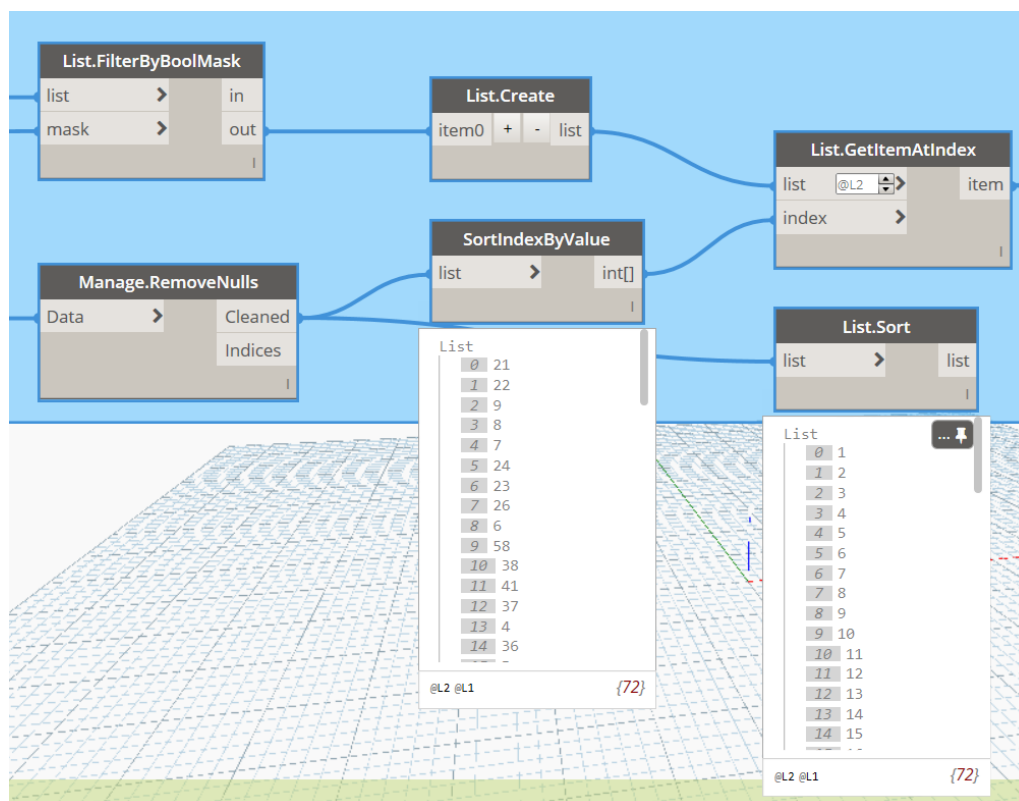 List.FilterByBoolMask
list > in
mask > out
l
List.Create
item0 + - list
List.GetItemAtIndex
list @L2 > item
index >
l
SortIndexByValue
list > int[]
l
Manage.RemoveNulls
Data > Cleaned
Indices
l
List.Sort
list > list
l
List
0 21
1 22
2 9
3 8
4 7
5 24
6 23
7 26
8 6
9 58
10 38
11 41
12 37
13 4
14 36
@L2 @L1 {72}
List
...
0 1
1 2
2 3
3 4
4 5
5 6
6 7
7 8
8 9
9 10
10 11
11 12
12 13
13 14
14 15
@L2 @L1 {72}